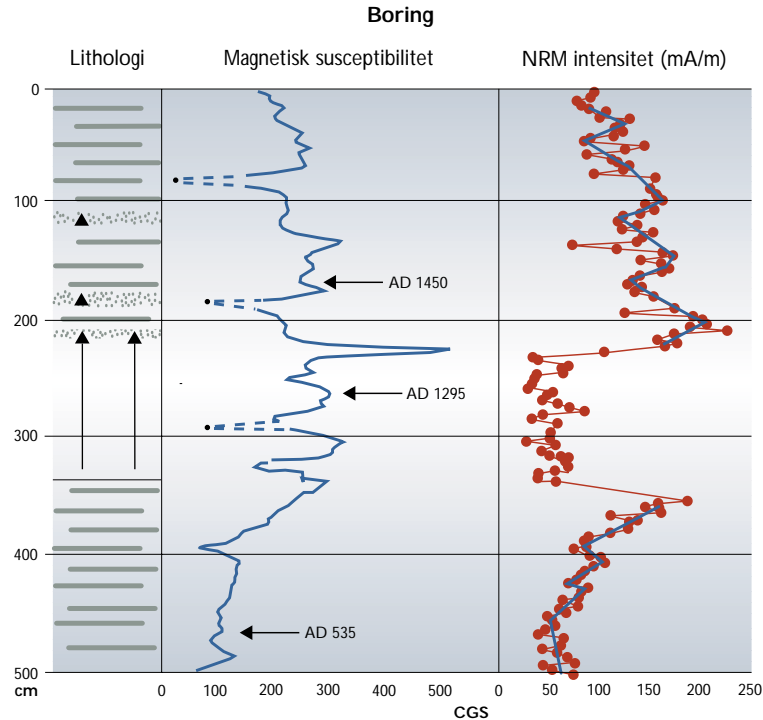 Boring
Lithologi
Magnetisk susceptibilitet
NRM intensitet (mA/m)
0
100
200
300
400
500
cm
AD 1450
AD 1295
AD 535
0 100 200 300 400 500
0 50 100 150 200 250
CGS